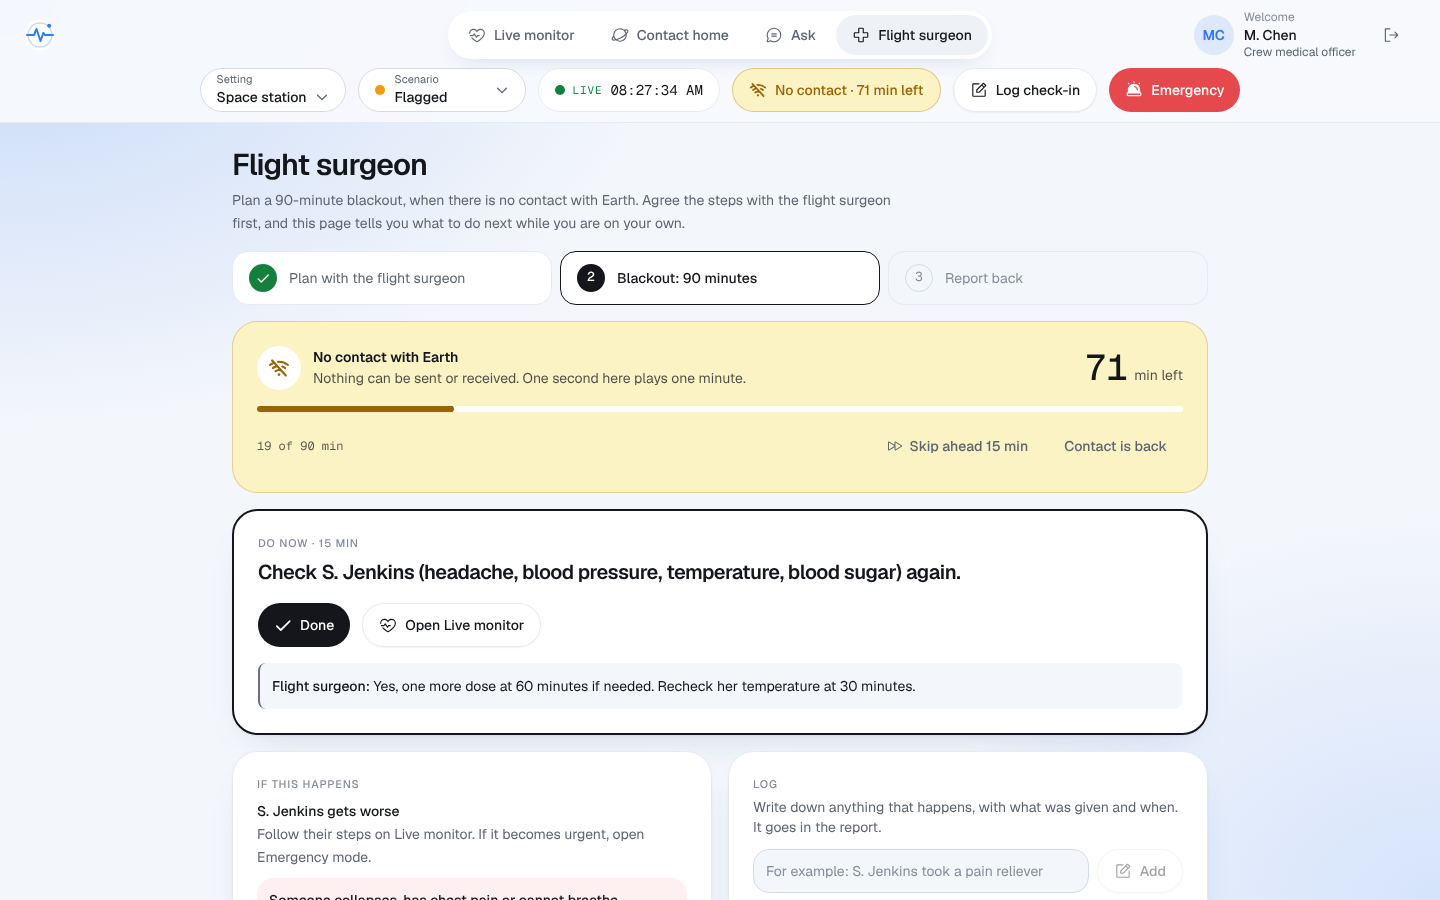 Live monitor
Contact home
Ask
Flight surgeon
MC
Welcome
M. Chen
Crew medical officer
Setting
Space station
Scenario
Flagged
LIVE 08:27:34 AM
No contact · 71 min left
Log check-in
Emergency
Flight surgeon
Plan a 90-minute blackout, when there is no contact with Earth. Agree the steps with the flight surgeon
first, and this page tells you what to do next while you are on your own.
Plan with the flight surgeon
2 Blackout: 90 minutes
3 Report back
No contact with Earth
Nothing can be sent or received. One second here plays one minute.
71 min left
19 of 90 min
Skip ahead 15 min
Contact is back
DO NOW · 15 MIN
Check S. Jenkins (headache, blood pressure, temperature, blood sugar) again.
Done
Open Live monitor
Flight surgeon: Yes, one more dose at 60 minutes if needed. Recheck her temperature at 30 minutes.
IF THIS HAPPENS
S. Jenkins gets worse
Follow their steps on Live monitor. If it becomes urgent, open
Emergency mode.
Someone collapses, has chest pain or cannot breathe
LOG
Write down anything that happens, with what was given and when.
It goes in the report.
For example: S. Jenkins took a pain reliever
Add